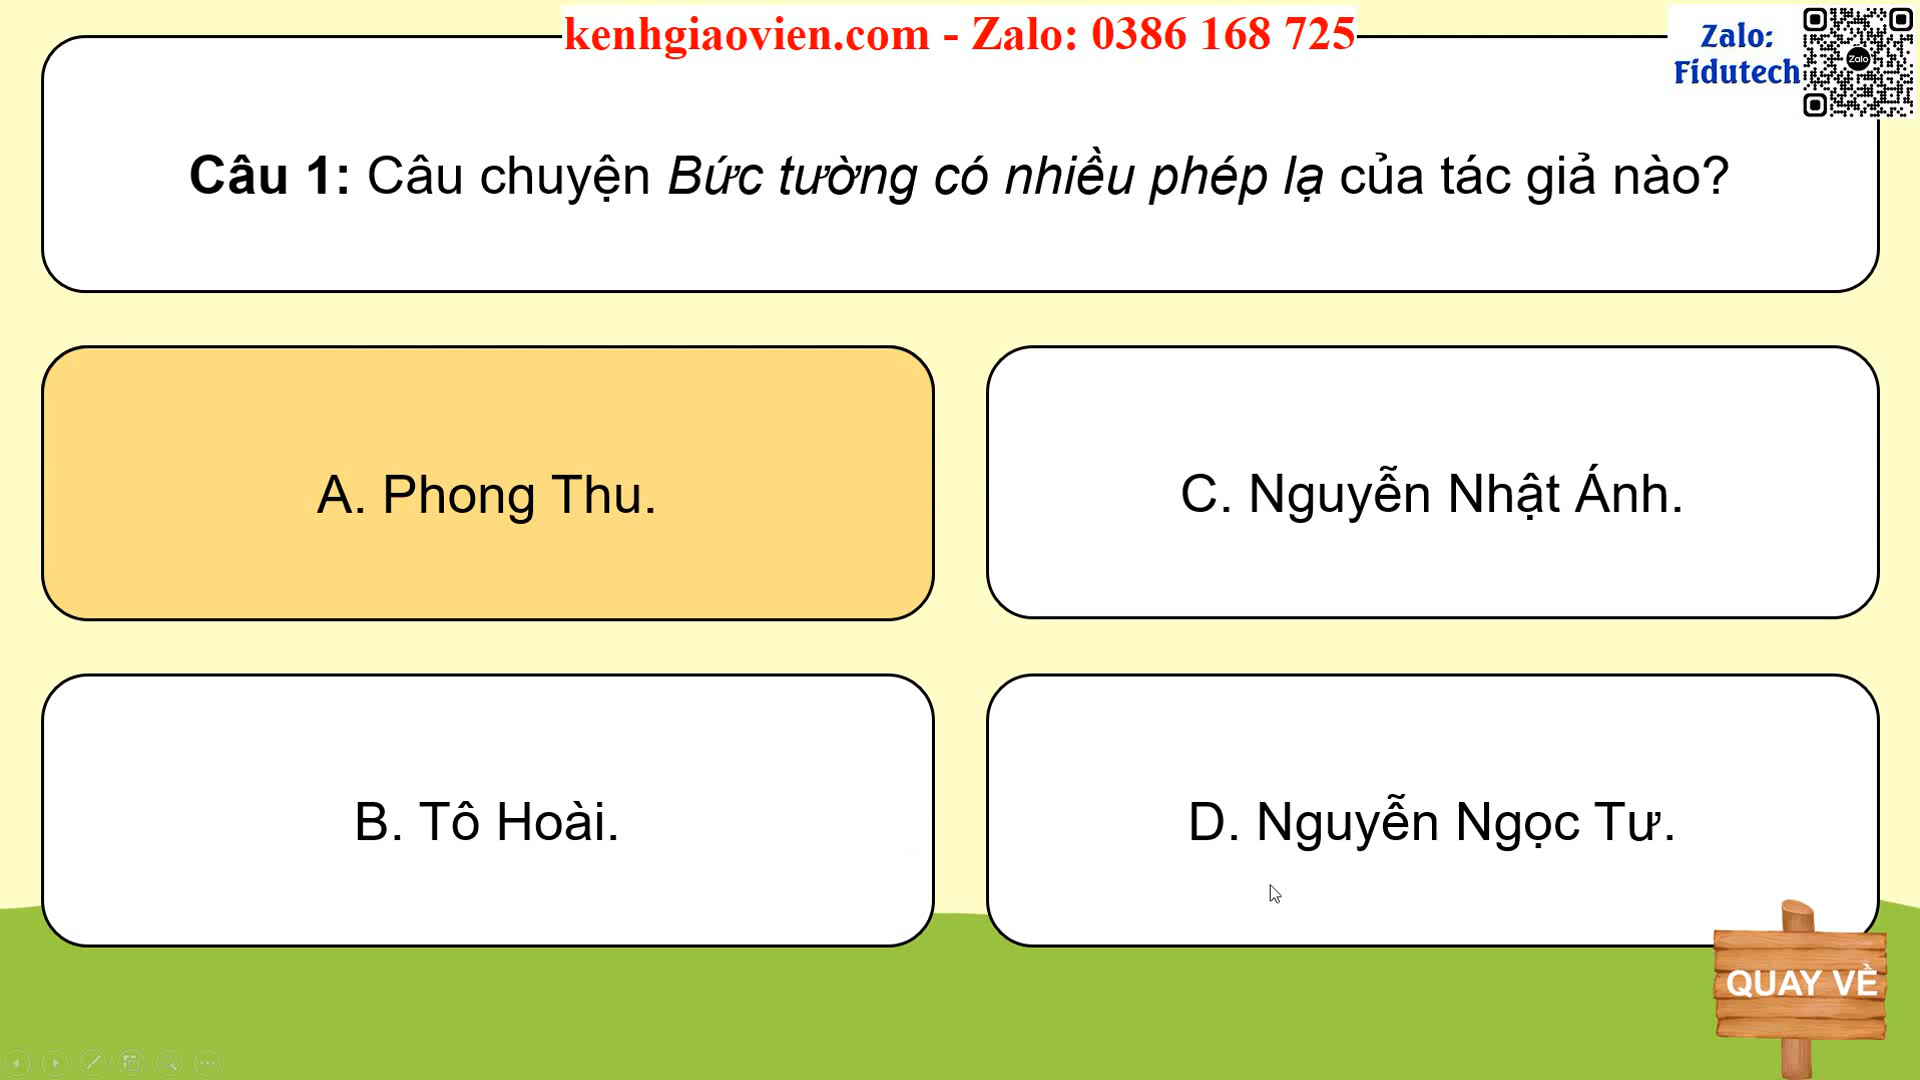 kenhgiaovien.com - Zalo: 0386 168 725
Zalo:
Fidutech
Zalo
Câu 1: Câu chuyện Bức tường có nhiều phép lạ của tác giả nào?
A. Phong Thu.
C. Nguyễn Nhật Ánh.
B. Tô Hoài.
D. Nguyễn Ngọc Tư.
QUAY VỀ